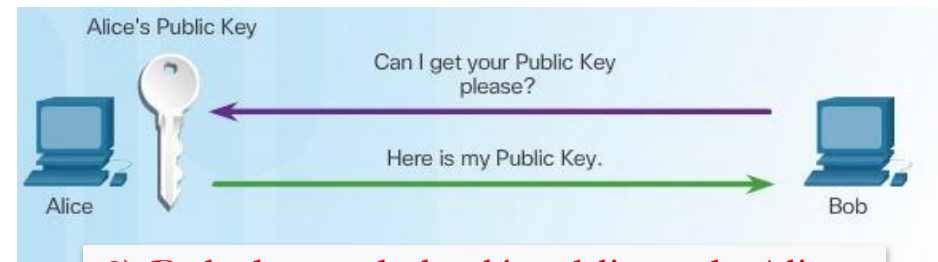 Alice's Public Key
Can I get your Public Key
please?
Here is my Public Key.
Alice
Bob